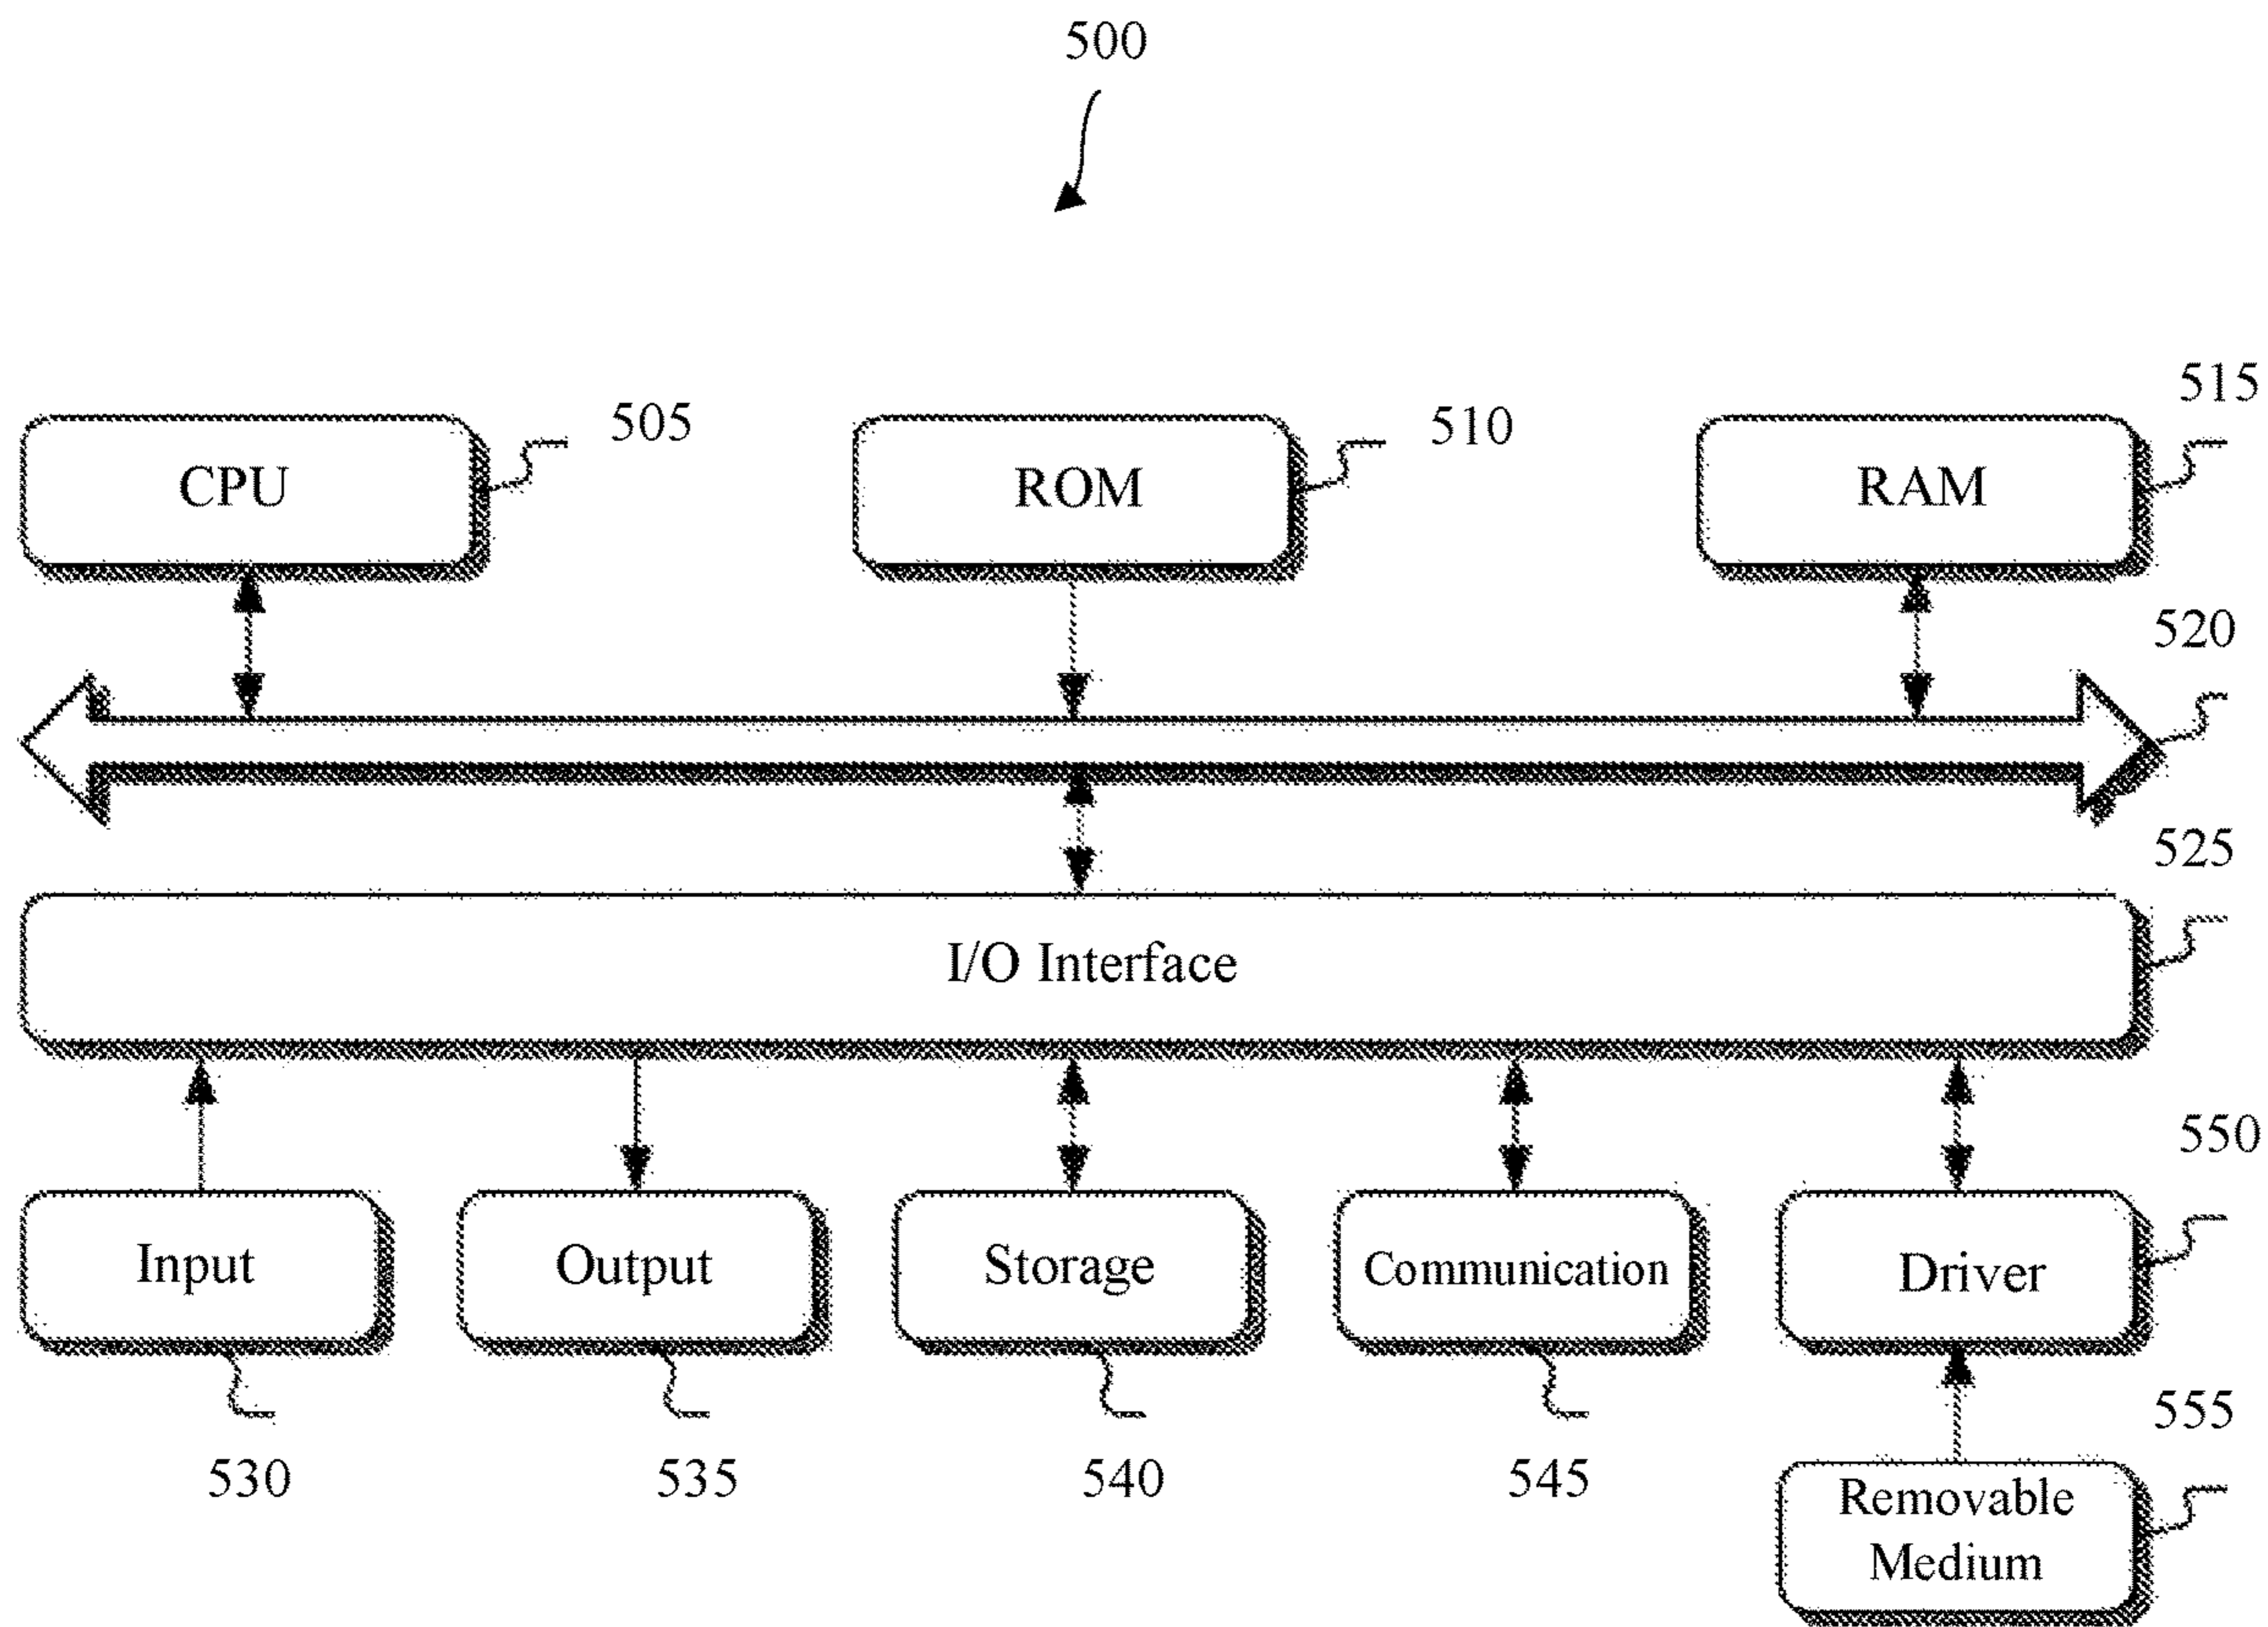 500
515
505
510
CPU
ROM
RAM
520
525
I/O Interface
550
Input
Output
Storage
Communication
Driver
555
530
535
540
545
Removable
Medium